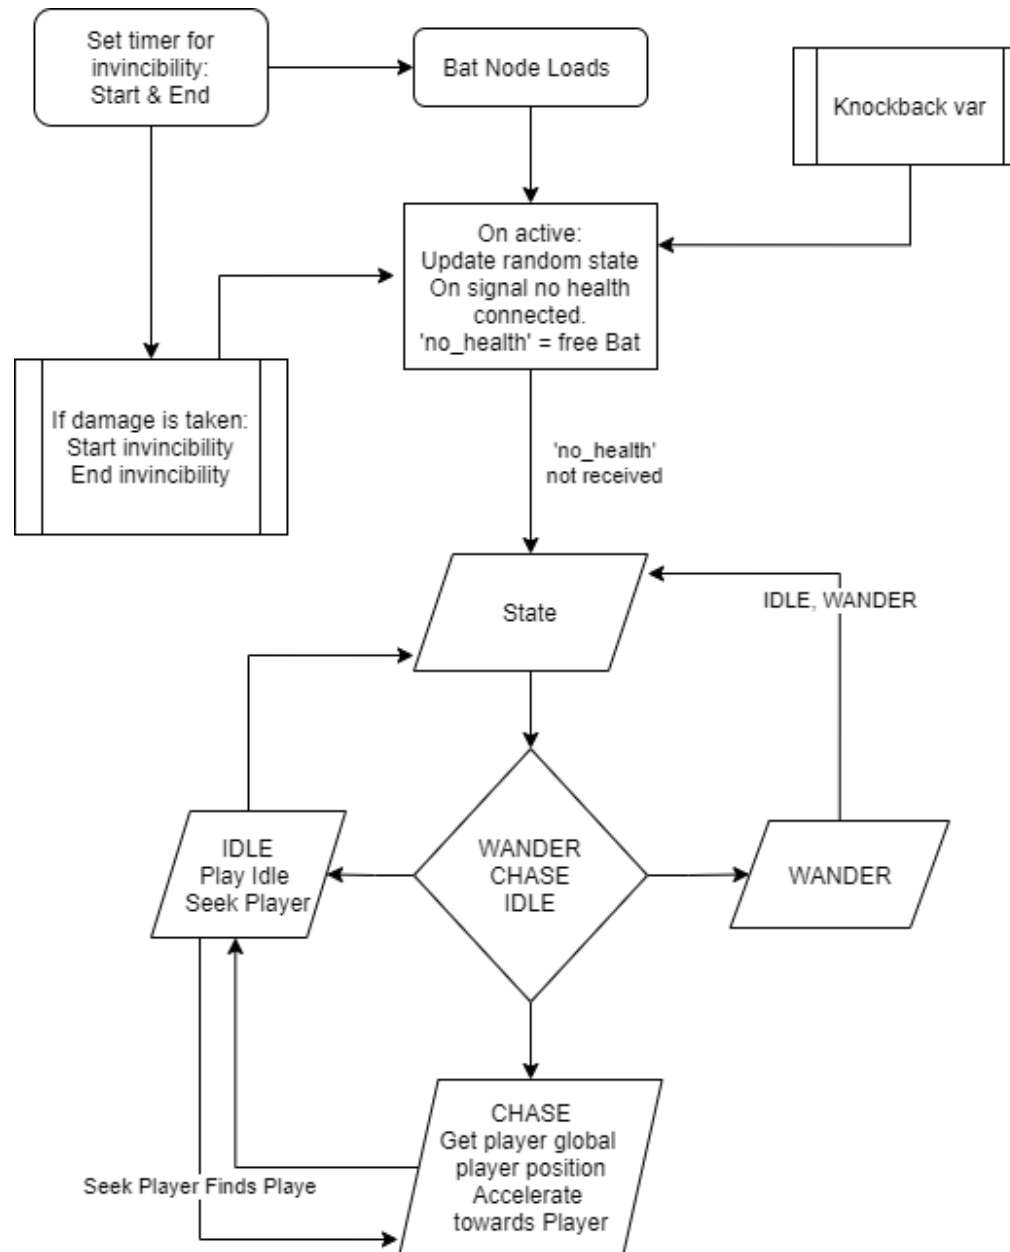 Set timer for
invincibility:
Start & End
Bat Node Loads
Knockback var
On active:
Update random state
On signal no health
connected.
'no_health' = free Bat
If damage is taken:
Start invincibility
End invincibility
'no_health'
not received
State
IDLE, WANDER
IDLE
Play Idle
Seek Player
WANDER
CHASE
IDLE
WANDER
CHASE
Get player global
player position
Accelerate
towards Player
Seek Player Finds Playe